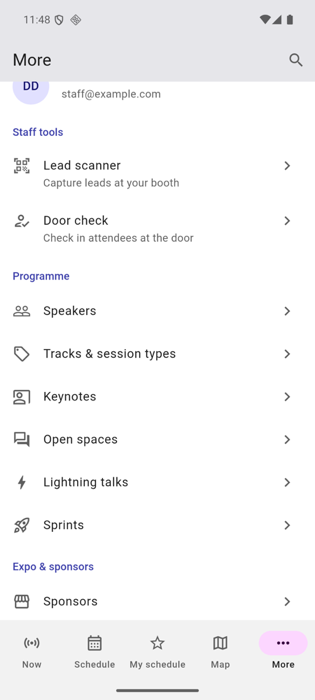 11:48
More
DD
staff@example.com
Staff tools
Lead scanner
Capture leads at your booth
Door check
Check in attendees at the door
Programme
Speakers
Tracks & session types
Keynotes
Open spaces
Lightning talks
Sprints
Expo & sponsors
Sponsors
Now
Schedule
My schedule
Map
More